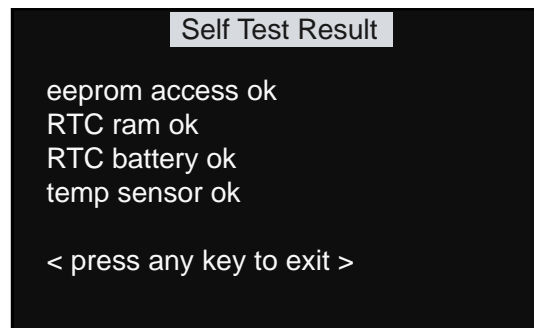 Self Test Result
eeprom access ok
RTC ram ok
RTC battery ok
temp sensor ok
< press any key to exit >